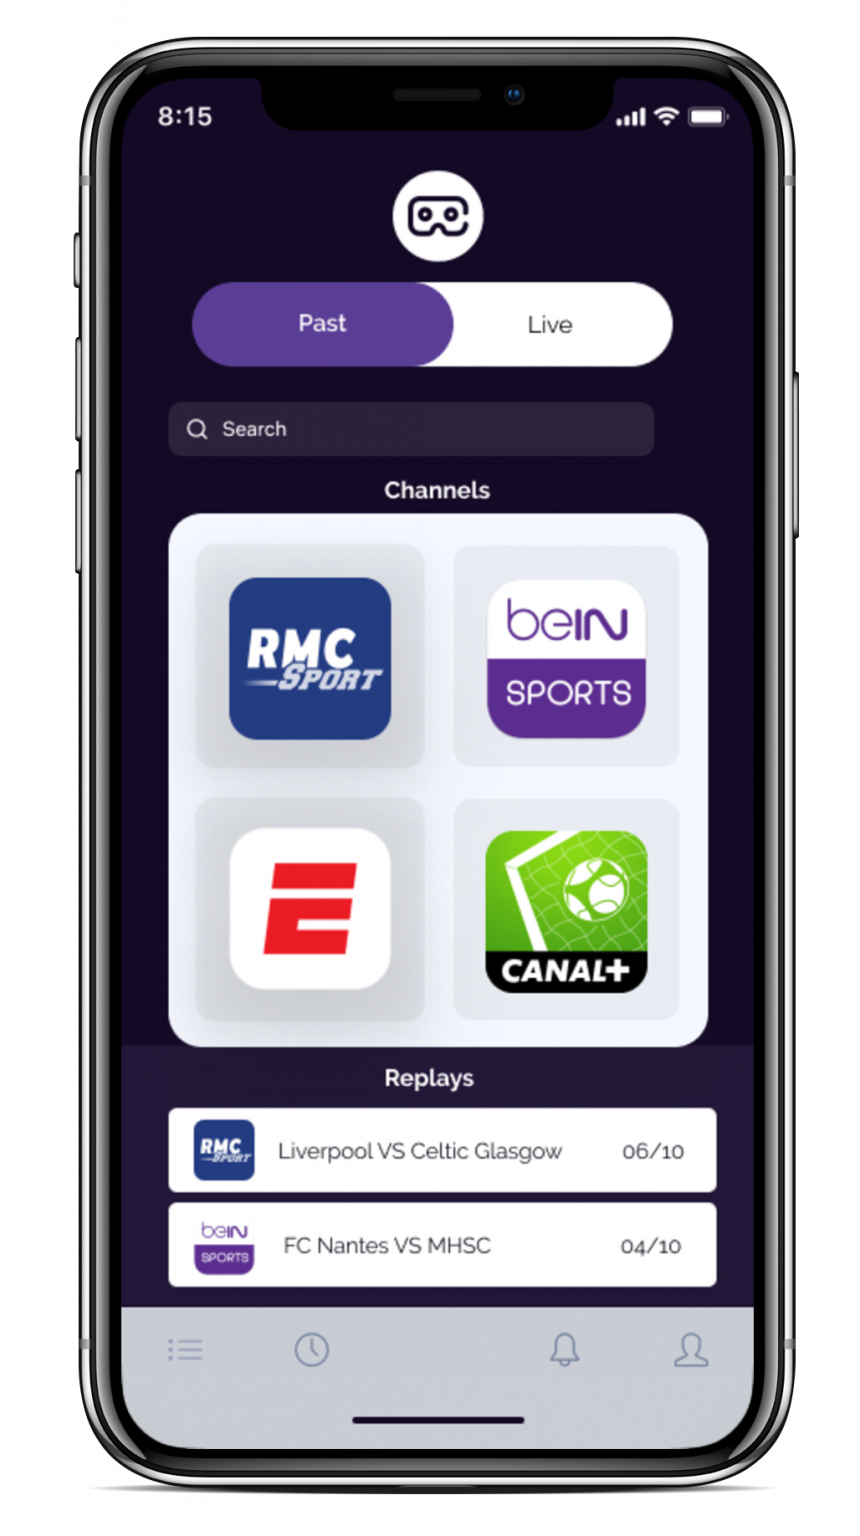 8:15
Past
Live
Search
Channels
RMC
SPORT
beIN
SPORTS
E
CANAL+
Replays
RMC
SPORT
Liverpool VS Celtic Glasgow
06/10
beIN
SPORTS
FC Nantes VS MHSC
04/10